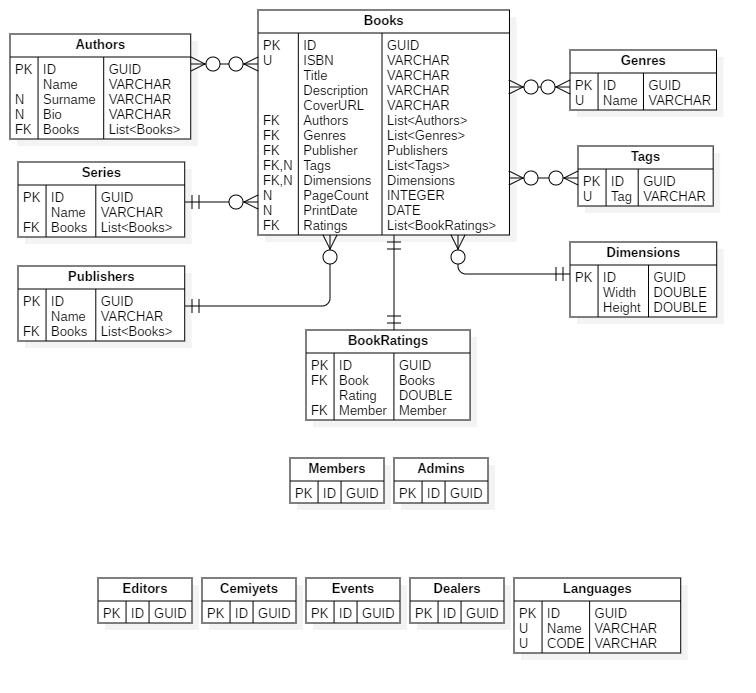 Books
PK ID GUID
U ISBN VARCHAR
Title VARCHAR
Description VARCHAR
CoverURL VARCHAR
FK Authors List<Authors>
FK Genres List<Genres>
FK Publisher Publishers
FK,N Tags List<Tags>
FK,N Dimensions Dimensions
N PageCount INTEGER
N PrintDate DATE
FK Ratings List<BookRatings>
Authors
PK ID GUID
Name VARCHAR
N Surname VARCHAR
N Bio VARCHAR
FK Books List<Books>
Genres
PK ID GUID
U Name VARCHAR
Series
PK ID GUID
Name VARCHAR
FK Books List<Books>
Tags
PK ID GUID
U Tag VARCHAR
Publishers
PK ID GUID
Name VARCHAR
FK Books List<Books>
Dimensions
PK ID GUID
Width DOUBLE
Height DOUBLE
BookRatings
PK ID GUID
FK Book Books
Rating DOUBLE
FK Member Member
Members
PK ID GUID
Admins
PK ID GUID
Editors
PK ID GUID
Cemiyets
PK ID GUID
Events
PK ID GUID
Dealers
PK ID GUID
Languages
PK ID GUID
U Name VARCHAR
U CODE VARCHAR